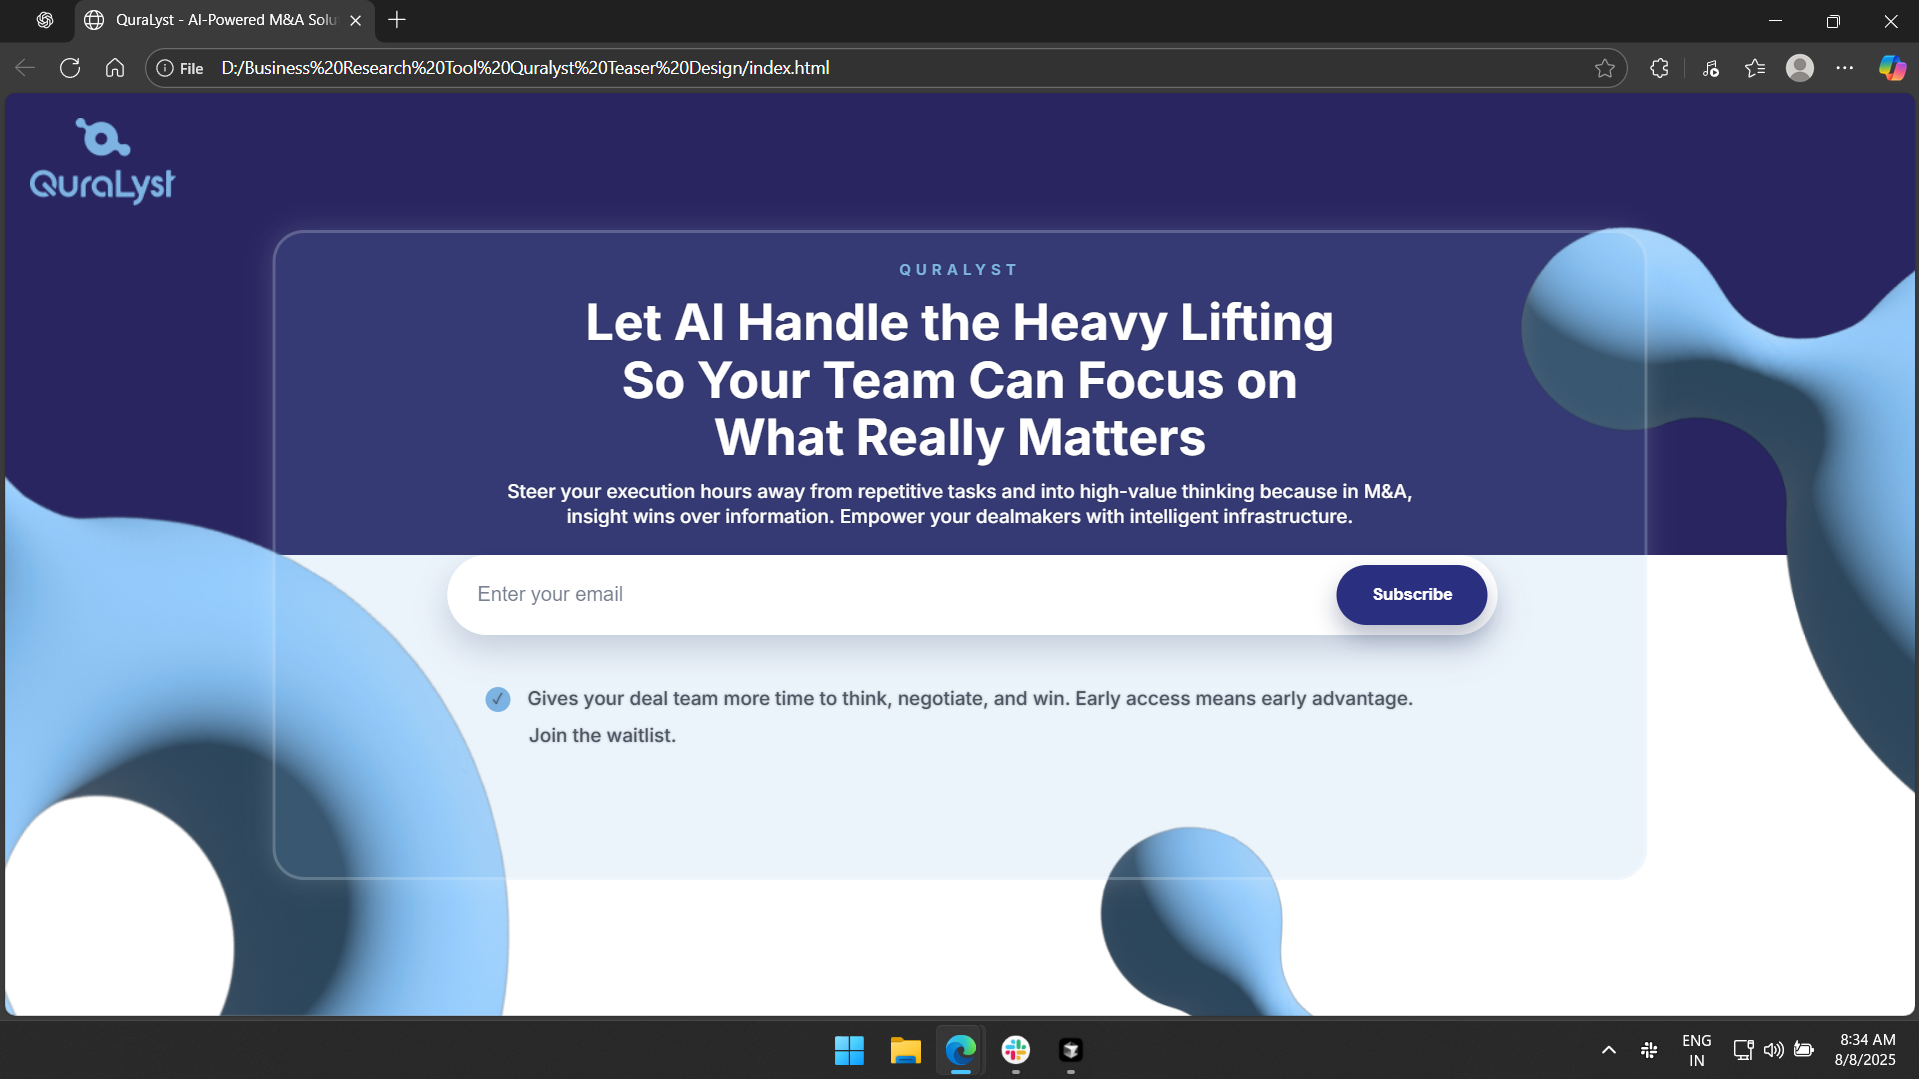 QuraLyst - AI-Powered M&A Solu
File
D:/Business%20Research%20Tool%20Quralyst%20Teaser%20Design/index.html
QuraLyst
QURALYST
Let AI Handle the Heavy Lifting
So Your Team Can Focus on
What Really Matters
Steer your execution hours away from repetitive tasks and into high-value thinking because in M&A,
insight wins over information. Empower your dealmakers with intelligent infrastructure.
Enter your email
Subscribe
Gives your deal team more time to think, negotiate, and win. Early access means early advantage.
Join the waitlist.
ENG
IN
8:34 AM
8/8/2025